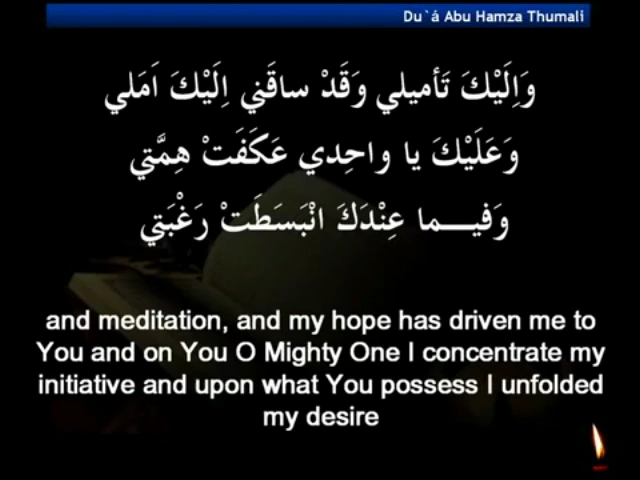 Du`á Abu Hamza Thumali
وَاِلَيْكَ تَأميلي وَقَدْ ساقَني اِلَيْكَ اَمَلي
وَعَلَيْكَ يا واحِدي عَكَفَتْ هِمَّتي
وَفيـــما عِنْدَكَ انْبَسَطَتْ رَغْبَتي
and meditation, and my hope has driven me to
You and on You O Mighty One I concentrate my
initiative and upon what You possess I unfolded
my desire